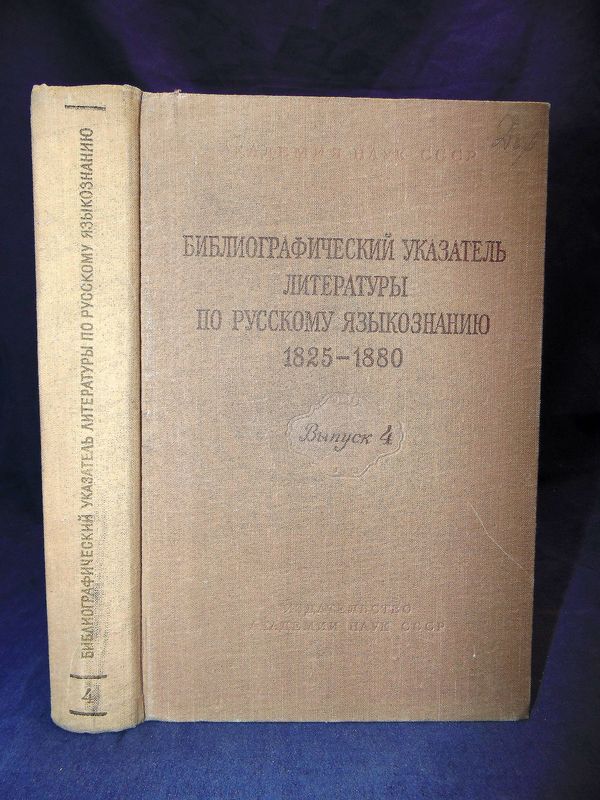 АКАДЕМИЯ НАУК СССР
БИБЛИОГРАФИЧЕСКИЙ УКАЗАТЕЛЬ
ЛИТЕРАТУРЫ
ПО РУССКОМУ ЯЗЫКОЗНАНИЮ
1825-1880
Выпуск 4
ИЗДАТЕЛЬСТВО
АКАДЕМИИ НАУК СССР
БИБЛИОГРАФИЧЕСКИЙ УКАЗАТЕЛЬ ЛИТЕРАТУРЫ ПО РУССКОМУ ЯЗЫКОЗНАНИЮ
4